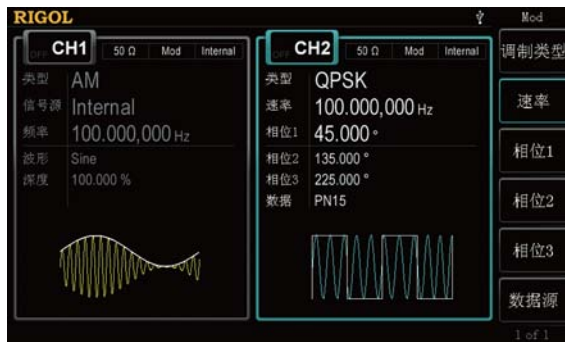 RIGOL
Mod
OFF CH1 50 Ω Mod Internal
类型 AM
信号源 Internal
频率 100.000,000 Hz
波形 Sine
深度 100.000 %
OFF CH2 50 Ω Mod Internal
类型 QPSK
速率 100.000,000 Hz
相位1 45.000 °
相位2 135.000 °
相位3 225.000 °
数据 PN15
调制类型
速率
相位1
相位2
相位3
数据源
1 of 1